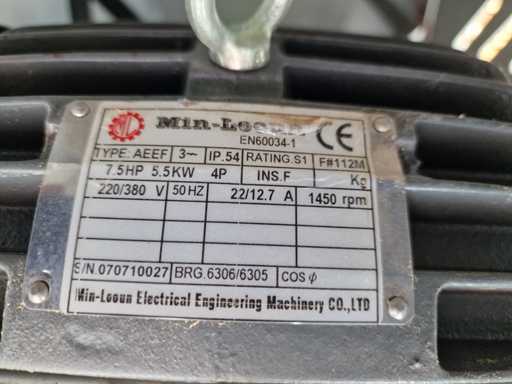 Min-Looun CE
EN60034-1
TYPE. AEEF 3~ IP.54 RATING.S1 F#112M
7.5HP 5.5KW 4P INS.F Kg
220/380 V 50HZ 22/12.7 A 1450 rpm
S/N.070710027 BRG.6306/6305 COSφ
Min-Looun Electrical Engineering Machinery CO.,LTD